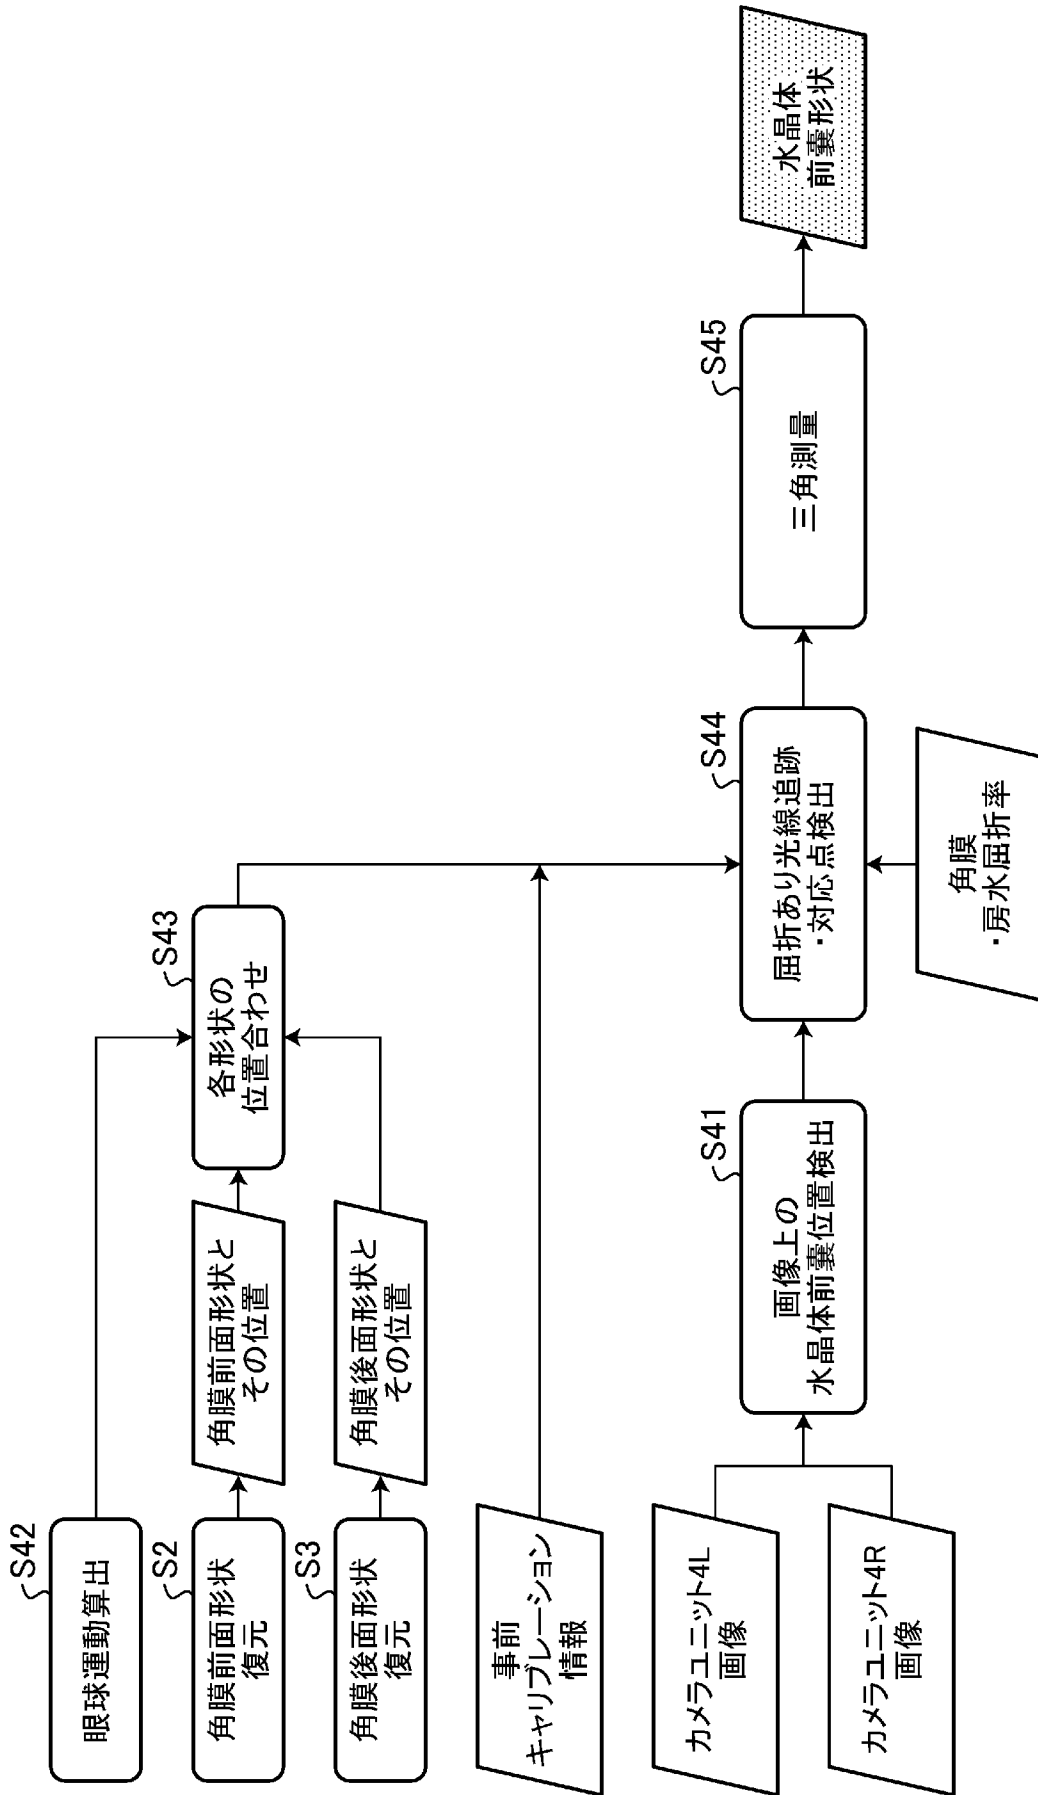 S42
眼球運動算出
S2
角膜前面形状
復元
角膜前面形状と
その位置
S43
各形状の
位置合わせ
S3
角膜後面形状
復元
角膜後面形状と
その位置
事前
キャリブレーション
情報
カメラユニット4L
画像
カメラユニット4R
画像
S41
画像上の
水晶体前嚢位置検出
S44
屈折あり光線追跡
・対応点検出
角膜
・房水屈折率
S45
三角測量
水晶体
前嚢形状